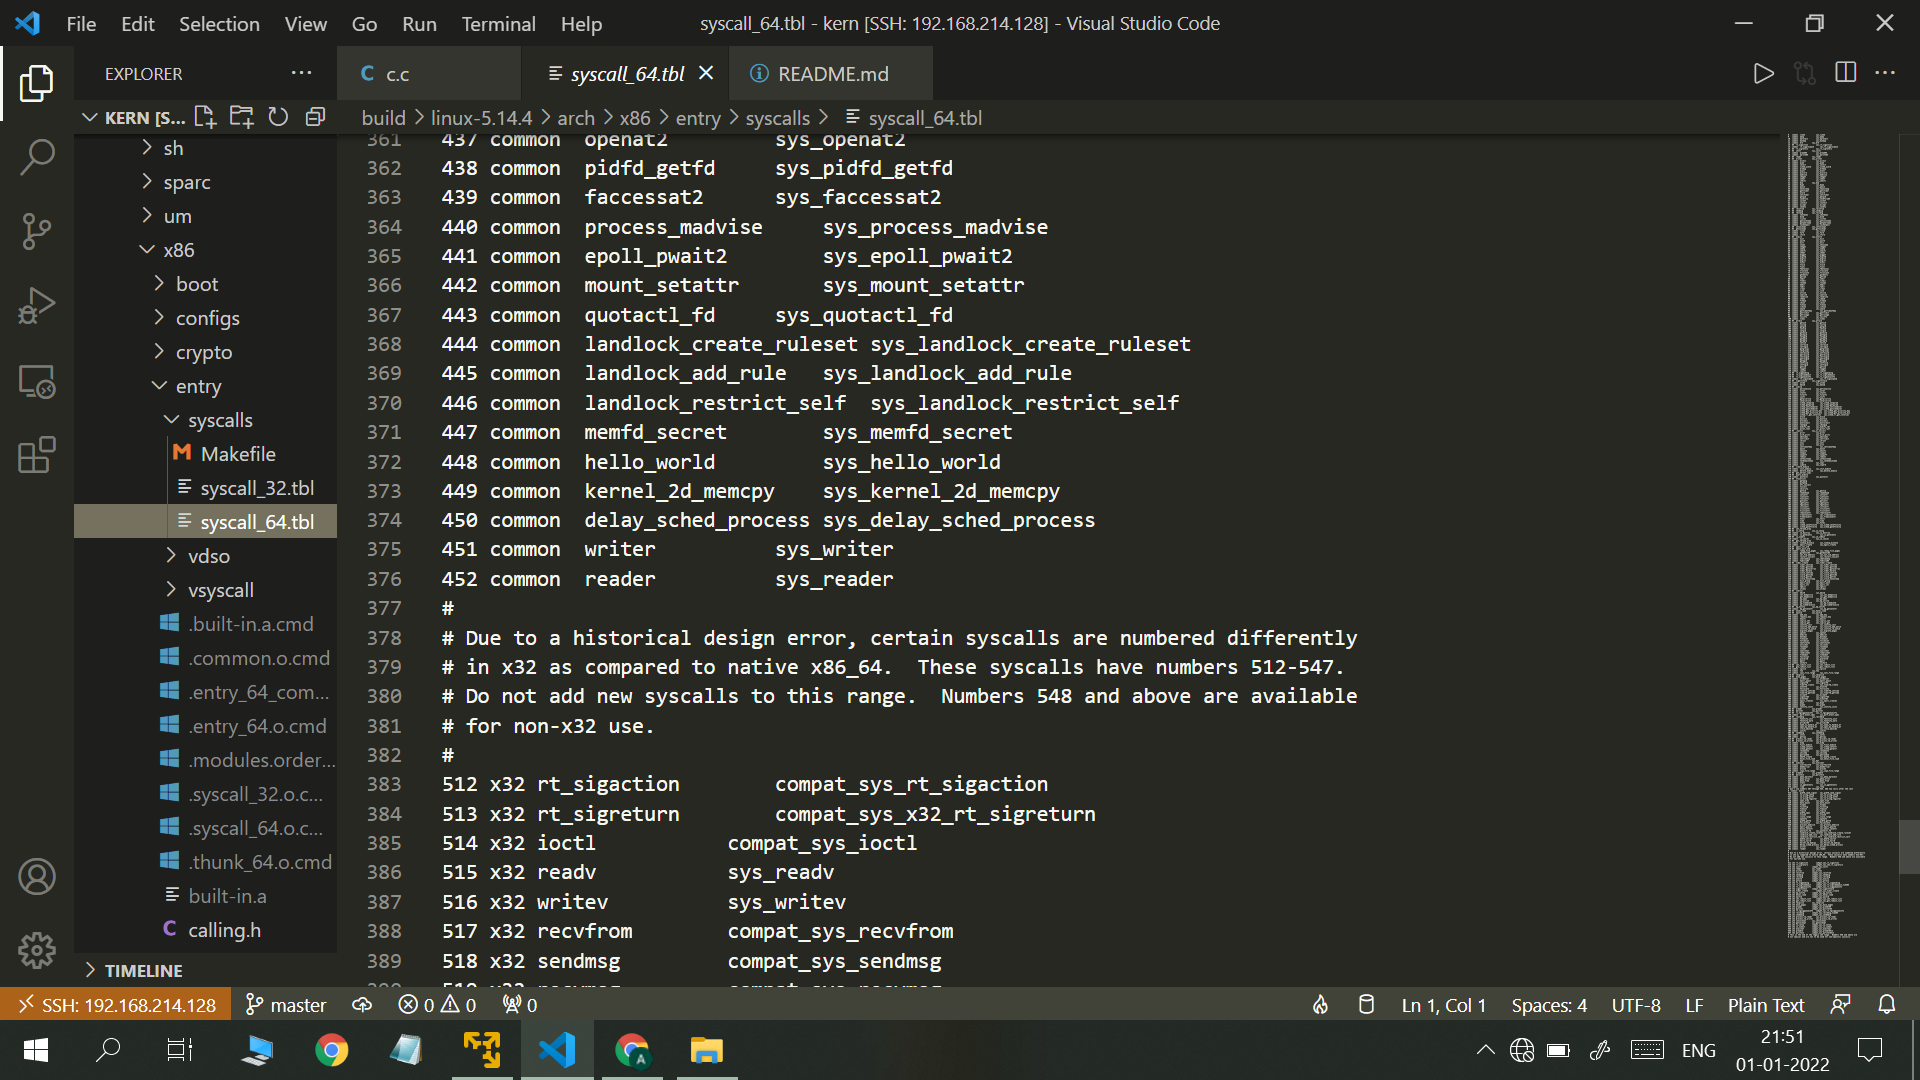 File Edit Selection View Go Run Terminal Help
syscall_64.tbl - kern [SSH: 192.168.214.128] - Visual Studio Code
EXPLORER
C c.c
syscall_64.tbl
README.md
KERN [S...
build > linux-5.14.4 > arch > x86 > entry > syscalls > syscall_64.tbl
sh
sparc
um
x86
boot
configs
crypto
entry
syscalls
M Makefile
syscall_32.tbl
syscall_64.tbl
vdso
vsyscall
.built-in.a.cmd
.common.o.cmd
.entry_64_com...
.entry_64.o.cmd
.modules.order...
.syscall_32.o.c...
.syscall_64.o.c...
.thunk_64.o.cmd
built-in.a
C calling.h
TIMELINE
361 437 common openat2 sys_openat2
362 438 common pidfd_getfd sys_pidfd_getfd
363 439 common faccessat2 sys_faccessat2
364 440 common process_madvise sys_process_madvise
365 441 common epoll_pwait2 sys_epoll_pwait2
366 442 common mount_setattr sys_mount_setattr
367 443 common quotactl_fd sys_quotactl_fd
368 444 common landlock_create_ruleset sys_landlock_create_ruleset
369 445 common landlock_add_rule sys_landlock_add_rule
370 446 common landlock_restrict_self sys_landlock_restrict_self
371 447 common memfd_secret sys_memfd_secret
372 448 common hello_world sys_hello_world
373 449 common kernel_2d_memcpy sys_kernel_2d_memcpy
374 450 common delay_sched_process sys_delay_sched_process
375 451 common writer sys_writer
376 452 common reader sys_reader
377 #
378 # Due to a historical design error, certain syscalls are numbered differently
379 # in x32 as compared to native x86_64.  These syscalls have numbers 512-547.
380 # Do not add new syscalls to this range.  Numbers 548 and above are available
381 # for non-x32 use.
382 #
383 512 x32 rt_sigaction compat_sys_rt_sigaction
384 513 x32 rt_sigreturn compat_sys_x32_rt_sigreturn
385 514 x32 ioctl compat_sys_ioctl
386 515 x32 readv sys_readv
387 516 x32 writev sys_writev
388 517 x32 recvfrom compat_sys_recvfrom
389 518 x32 sendmsg compat_sys_sendmsg
SSH: 192.168.214.128 master 0 0 0 Ln 1, Col 1 Spaces: 4 UTF-8 LF Plain Text
A
ENG
21:51
01-01-2022